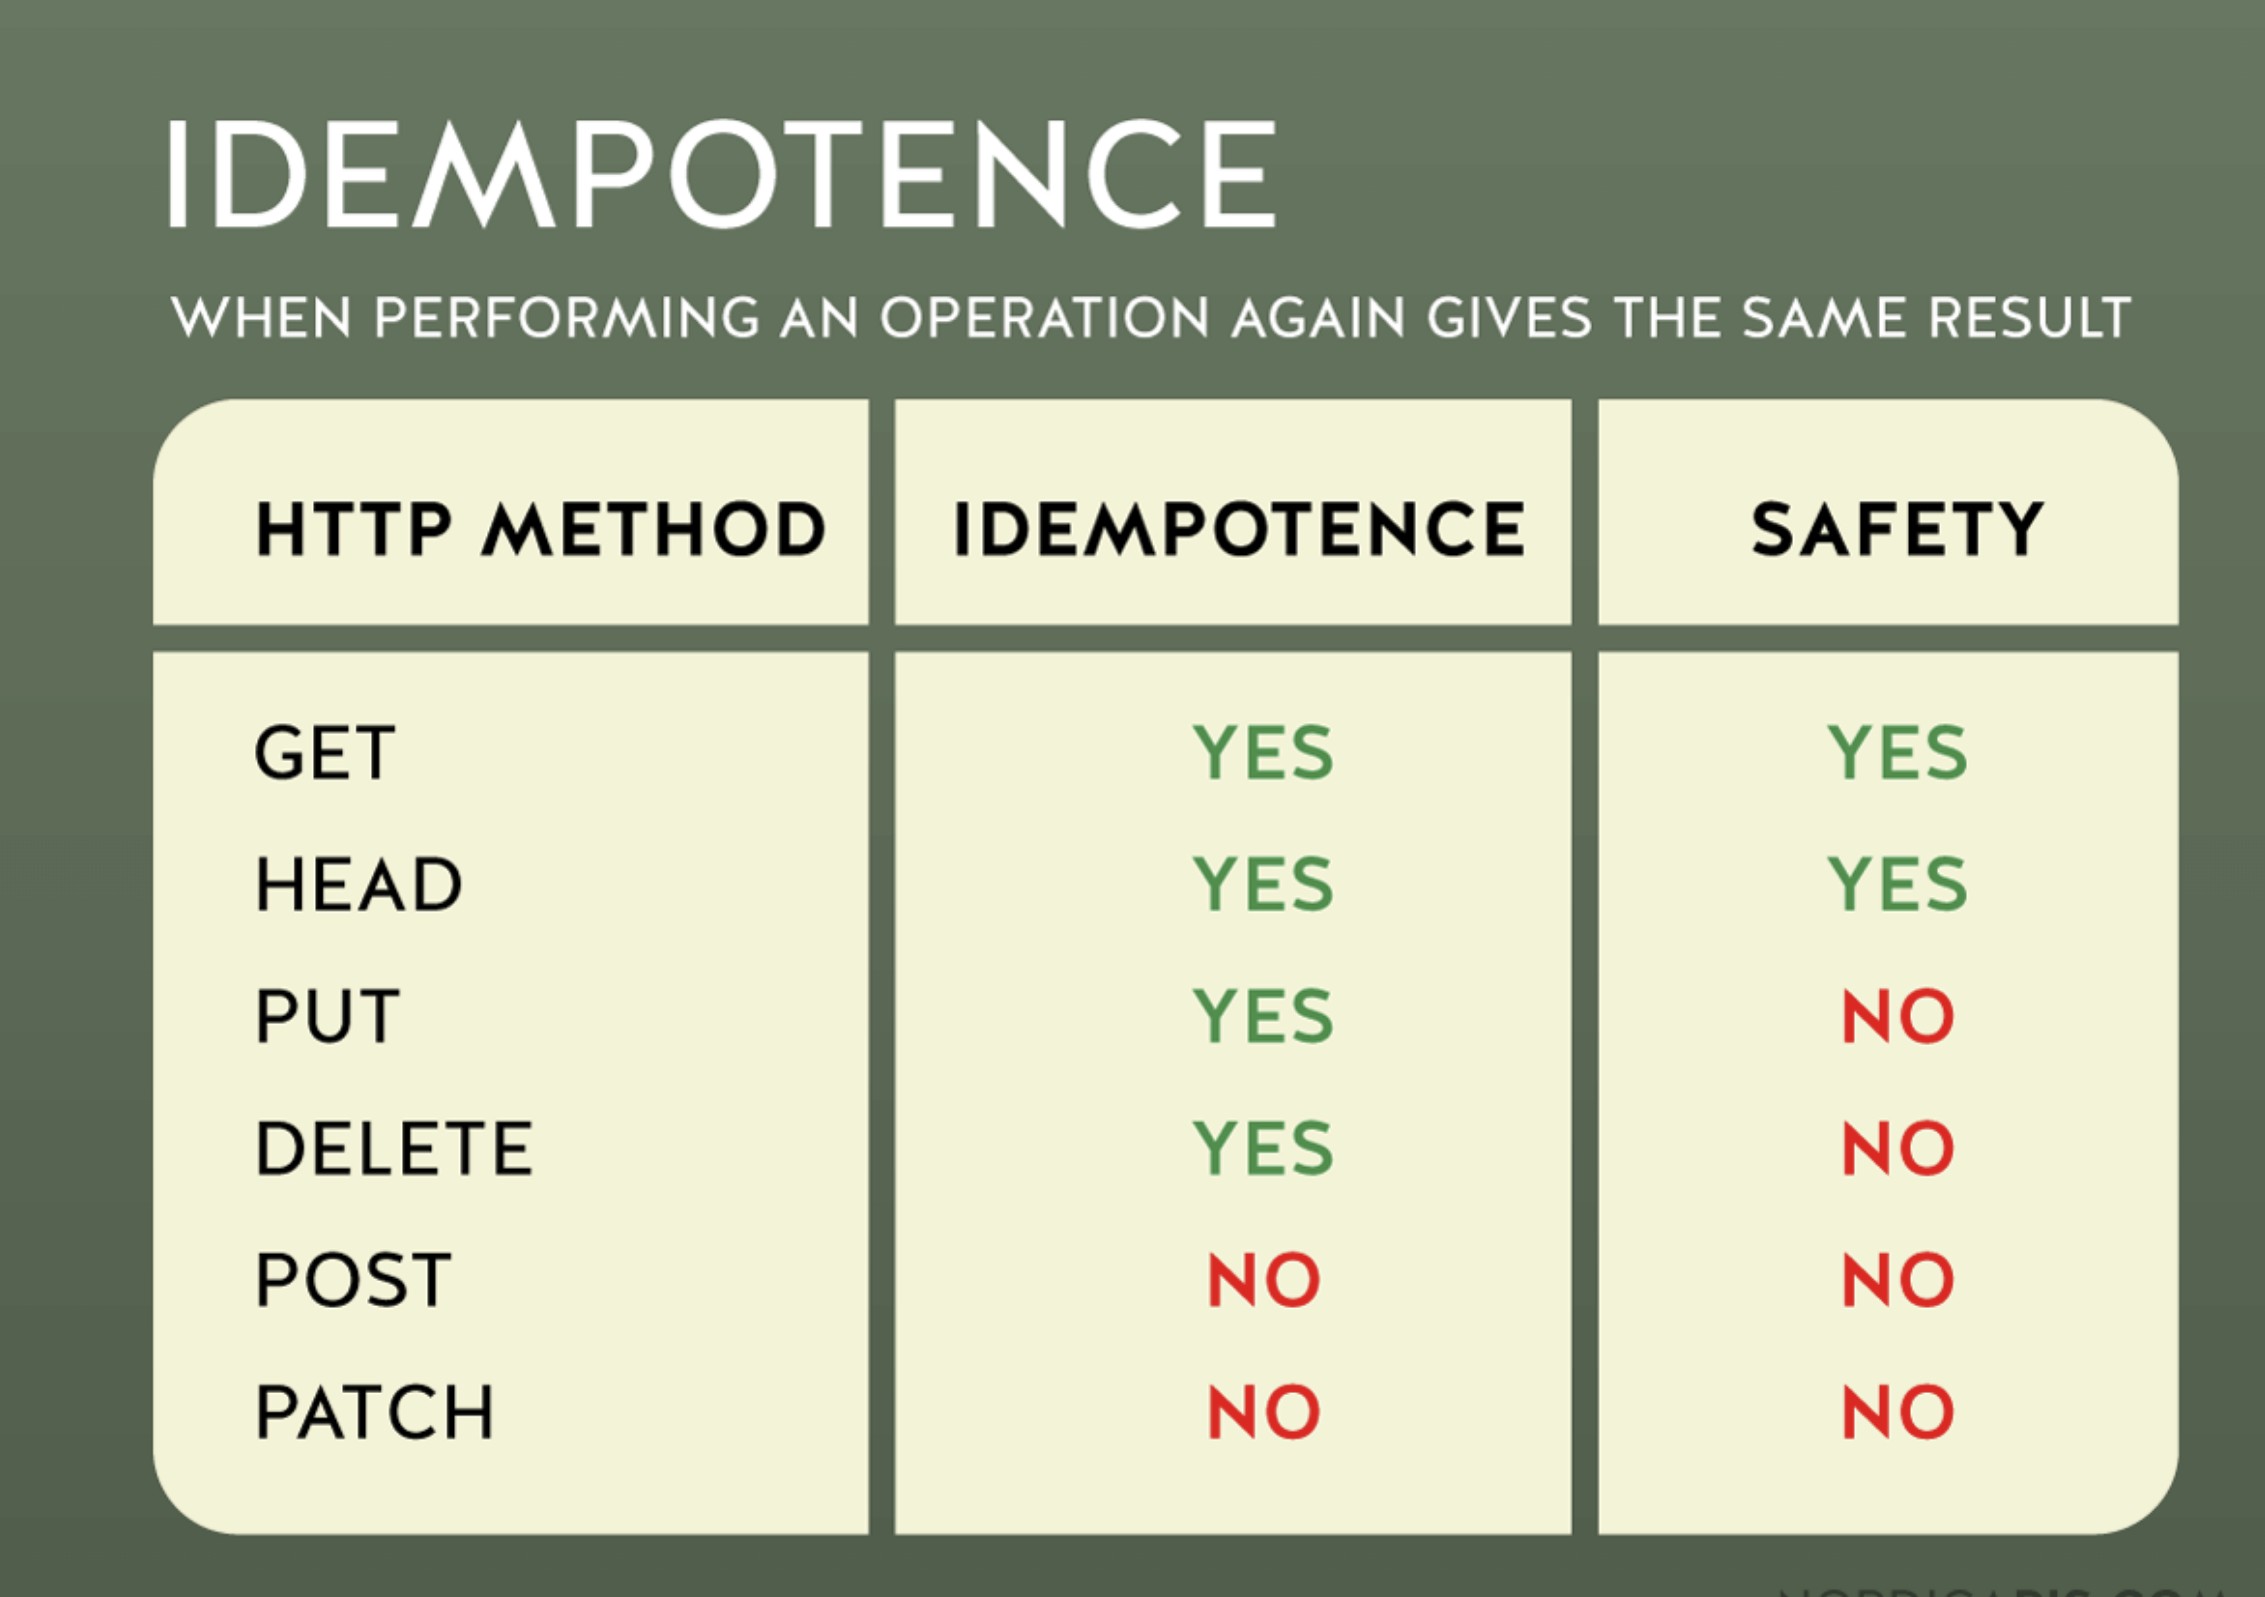 IDEMPOTENCE
WHEN PERFORMING AN OPERATION AGAIN GIVES THE SAME RESULT
HTTP METHOD IDEMPOTENCE SAFETY
GET YES YES
HEAD YES YES
PUT YES NO
DELETE YES NO
POST NO NO
PATCH NO NO